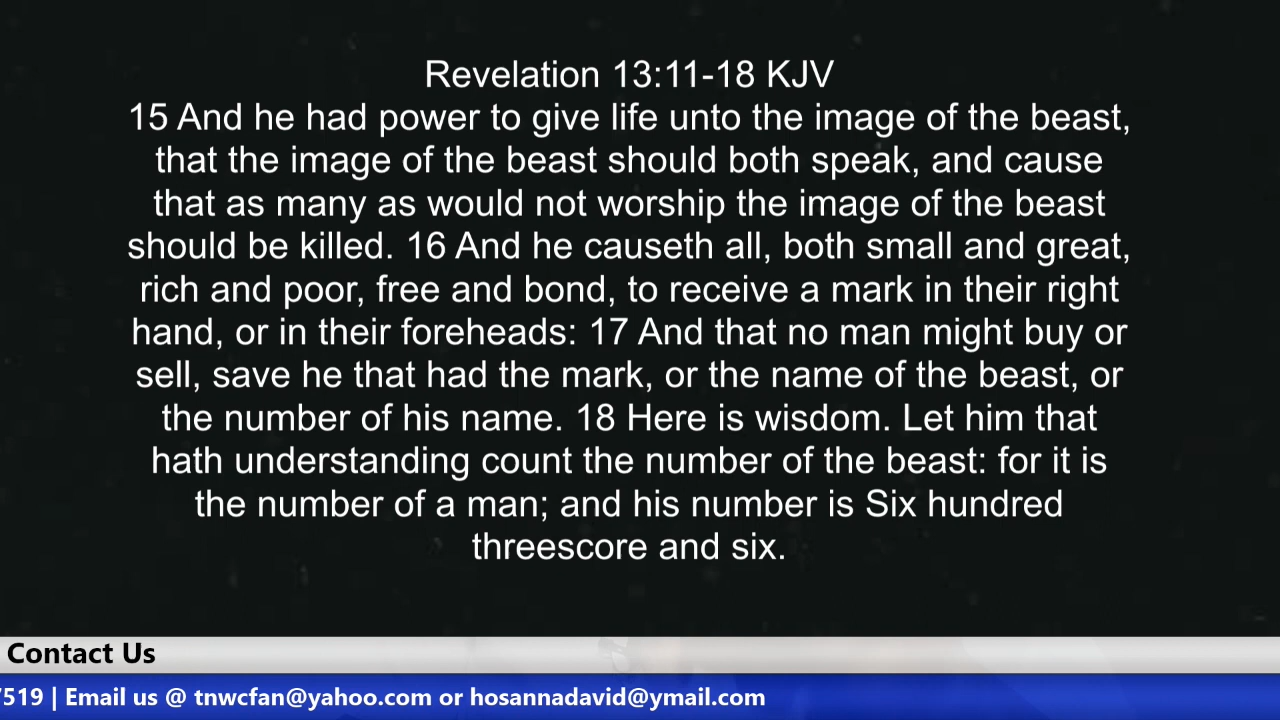 Revelation 13:11-18 KJV
15 And he had power to give life unto the image of the beast,
that the image of the beast should both speak, and cause
that as many as would not worship the image of the beast
should be killed. 16 And he causeth all, both small and great,
rich and poor, free and bond, to receive a mark in their right
hand, or in their foreheads: 17 And that no man might buy or
sell, save he that had the mark, or the name of the beast, or
the number of his name. 18 Here is wisdom. Let him that
hath understanding count the number of the beast: for it is
the number of a man; and his number is Six hundred
threescore and six.
Contact Us
7519 | Email us @ tnwcfan@yahoo.com or hosannadavid@ymail.com